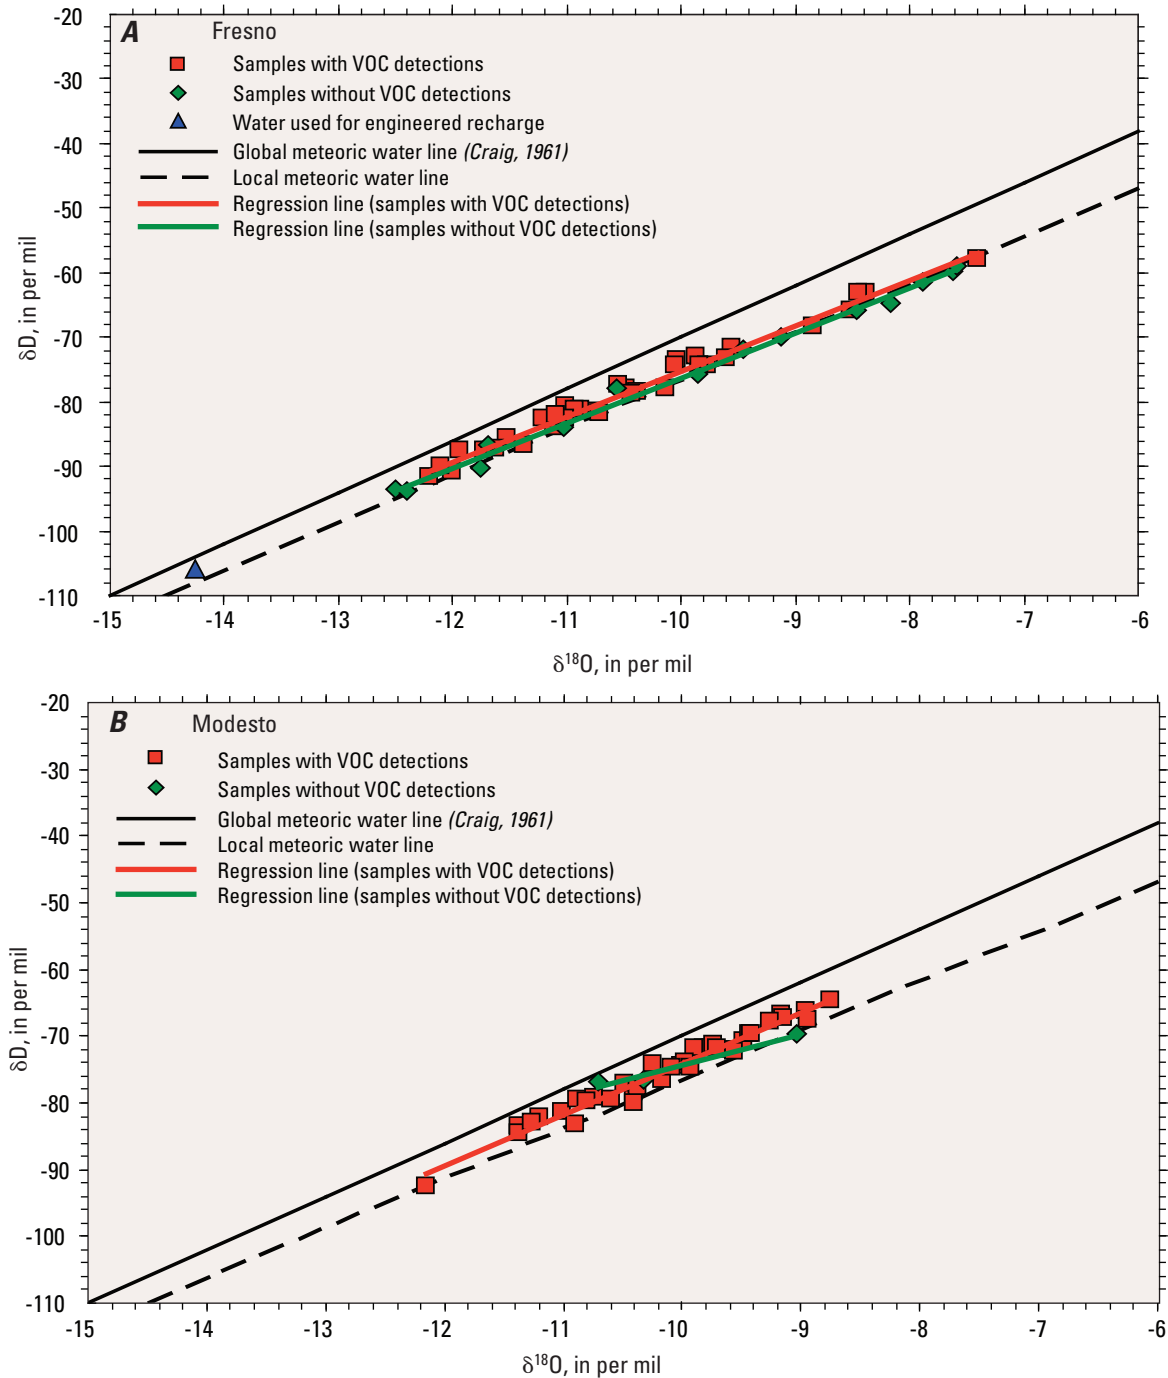 A Fresno
Samples with VOC detections
Samples without VOC detections
Water used for engineered recharge
Global meteoric water line (Craig, 1961)
Local meteoric water line
Regression line (samples with VOC detections)
Regression line (samples without VOC detections)
-20
-30
-40
-50
-60
-70
-80
-90
-100
-110
δD, in per mil
-15 -14 -13 -12 -11 -10 -9 -8 -7 -6
δ¹⁸O, in per mil
B Modesto
Samples with VOC detections
Samples without VOC detections
Global meteoric water line (Craig, 1961)
Local meteoric water line
Regression line (samples with VOC detections)
Regression line (samples without VOC detections)
-20
-30
-40
-50
-60
-70
-80
-90
-100
-110
δD, in per mil
-15 -14 -13 -12 -11 -10 -9 -8 -7 -6
δ¹⁸O, in per mil